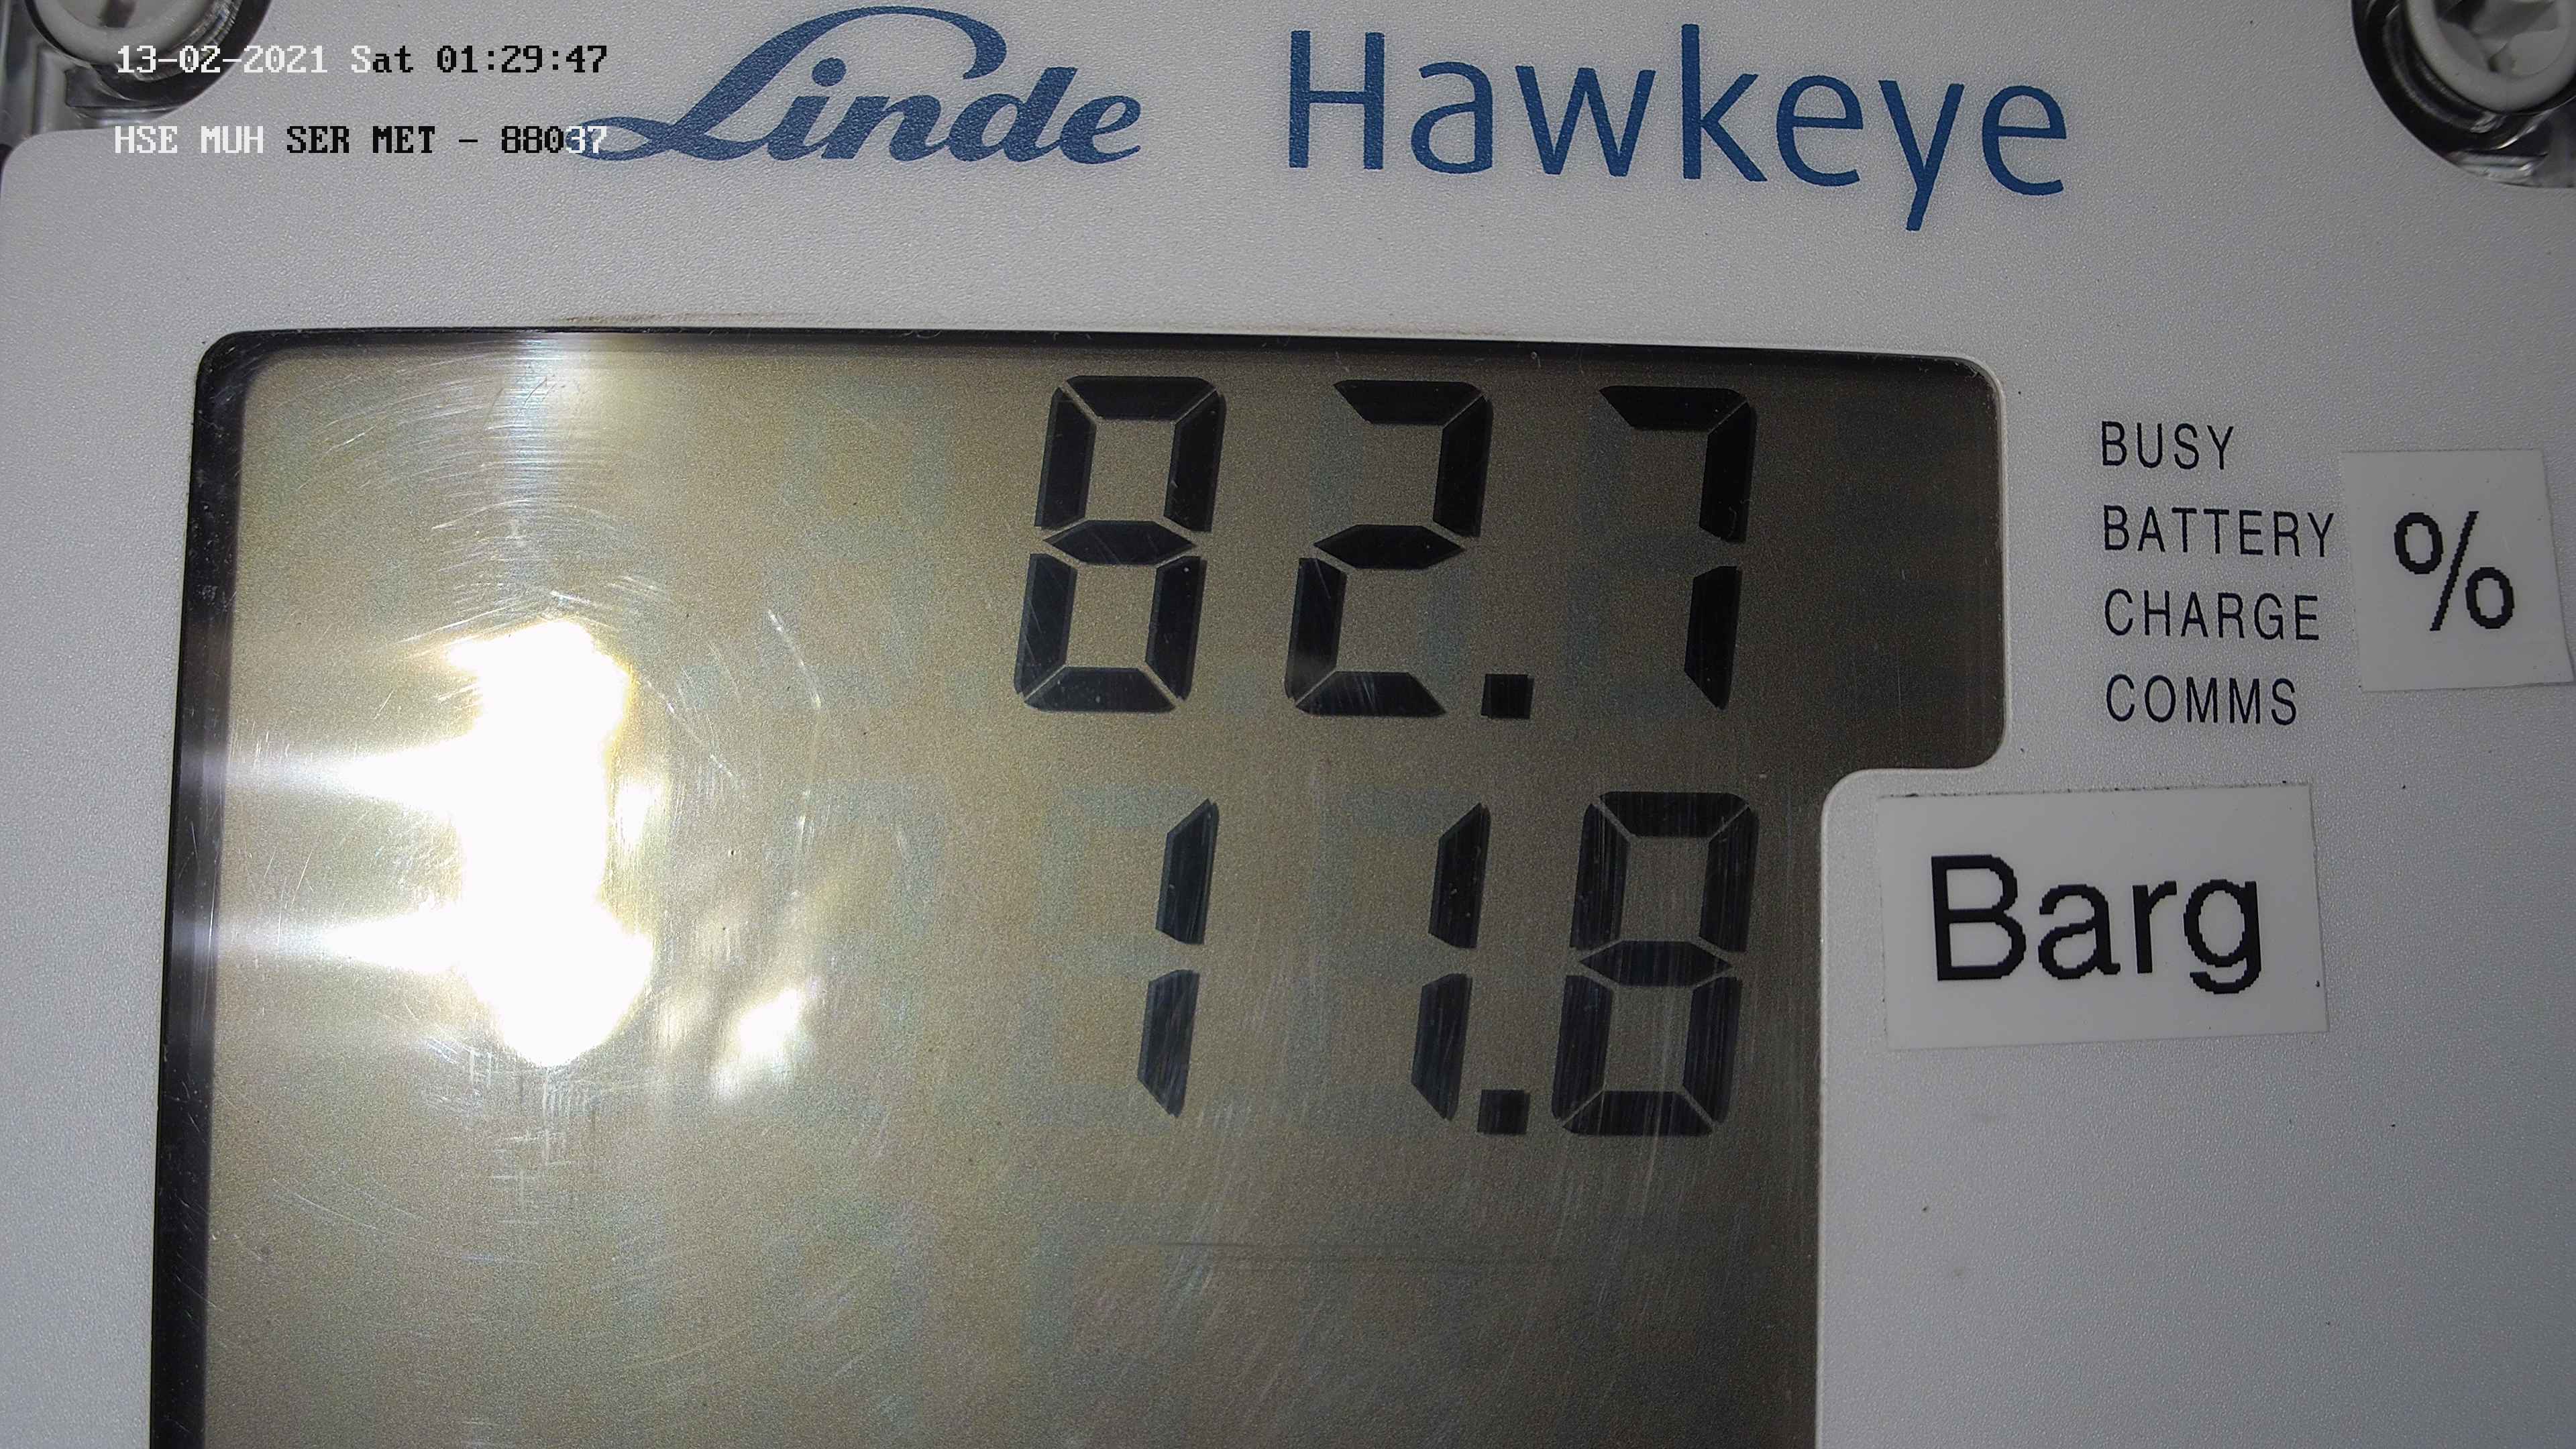 13-02-2021 Sat 01:29:47
HSE MUH SER MET - 88037
Linde Hawkeye
82.7
BUSY
BATTERY
CHARGE
COMMS
%
11.8
Barg